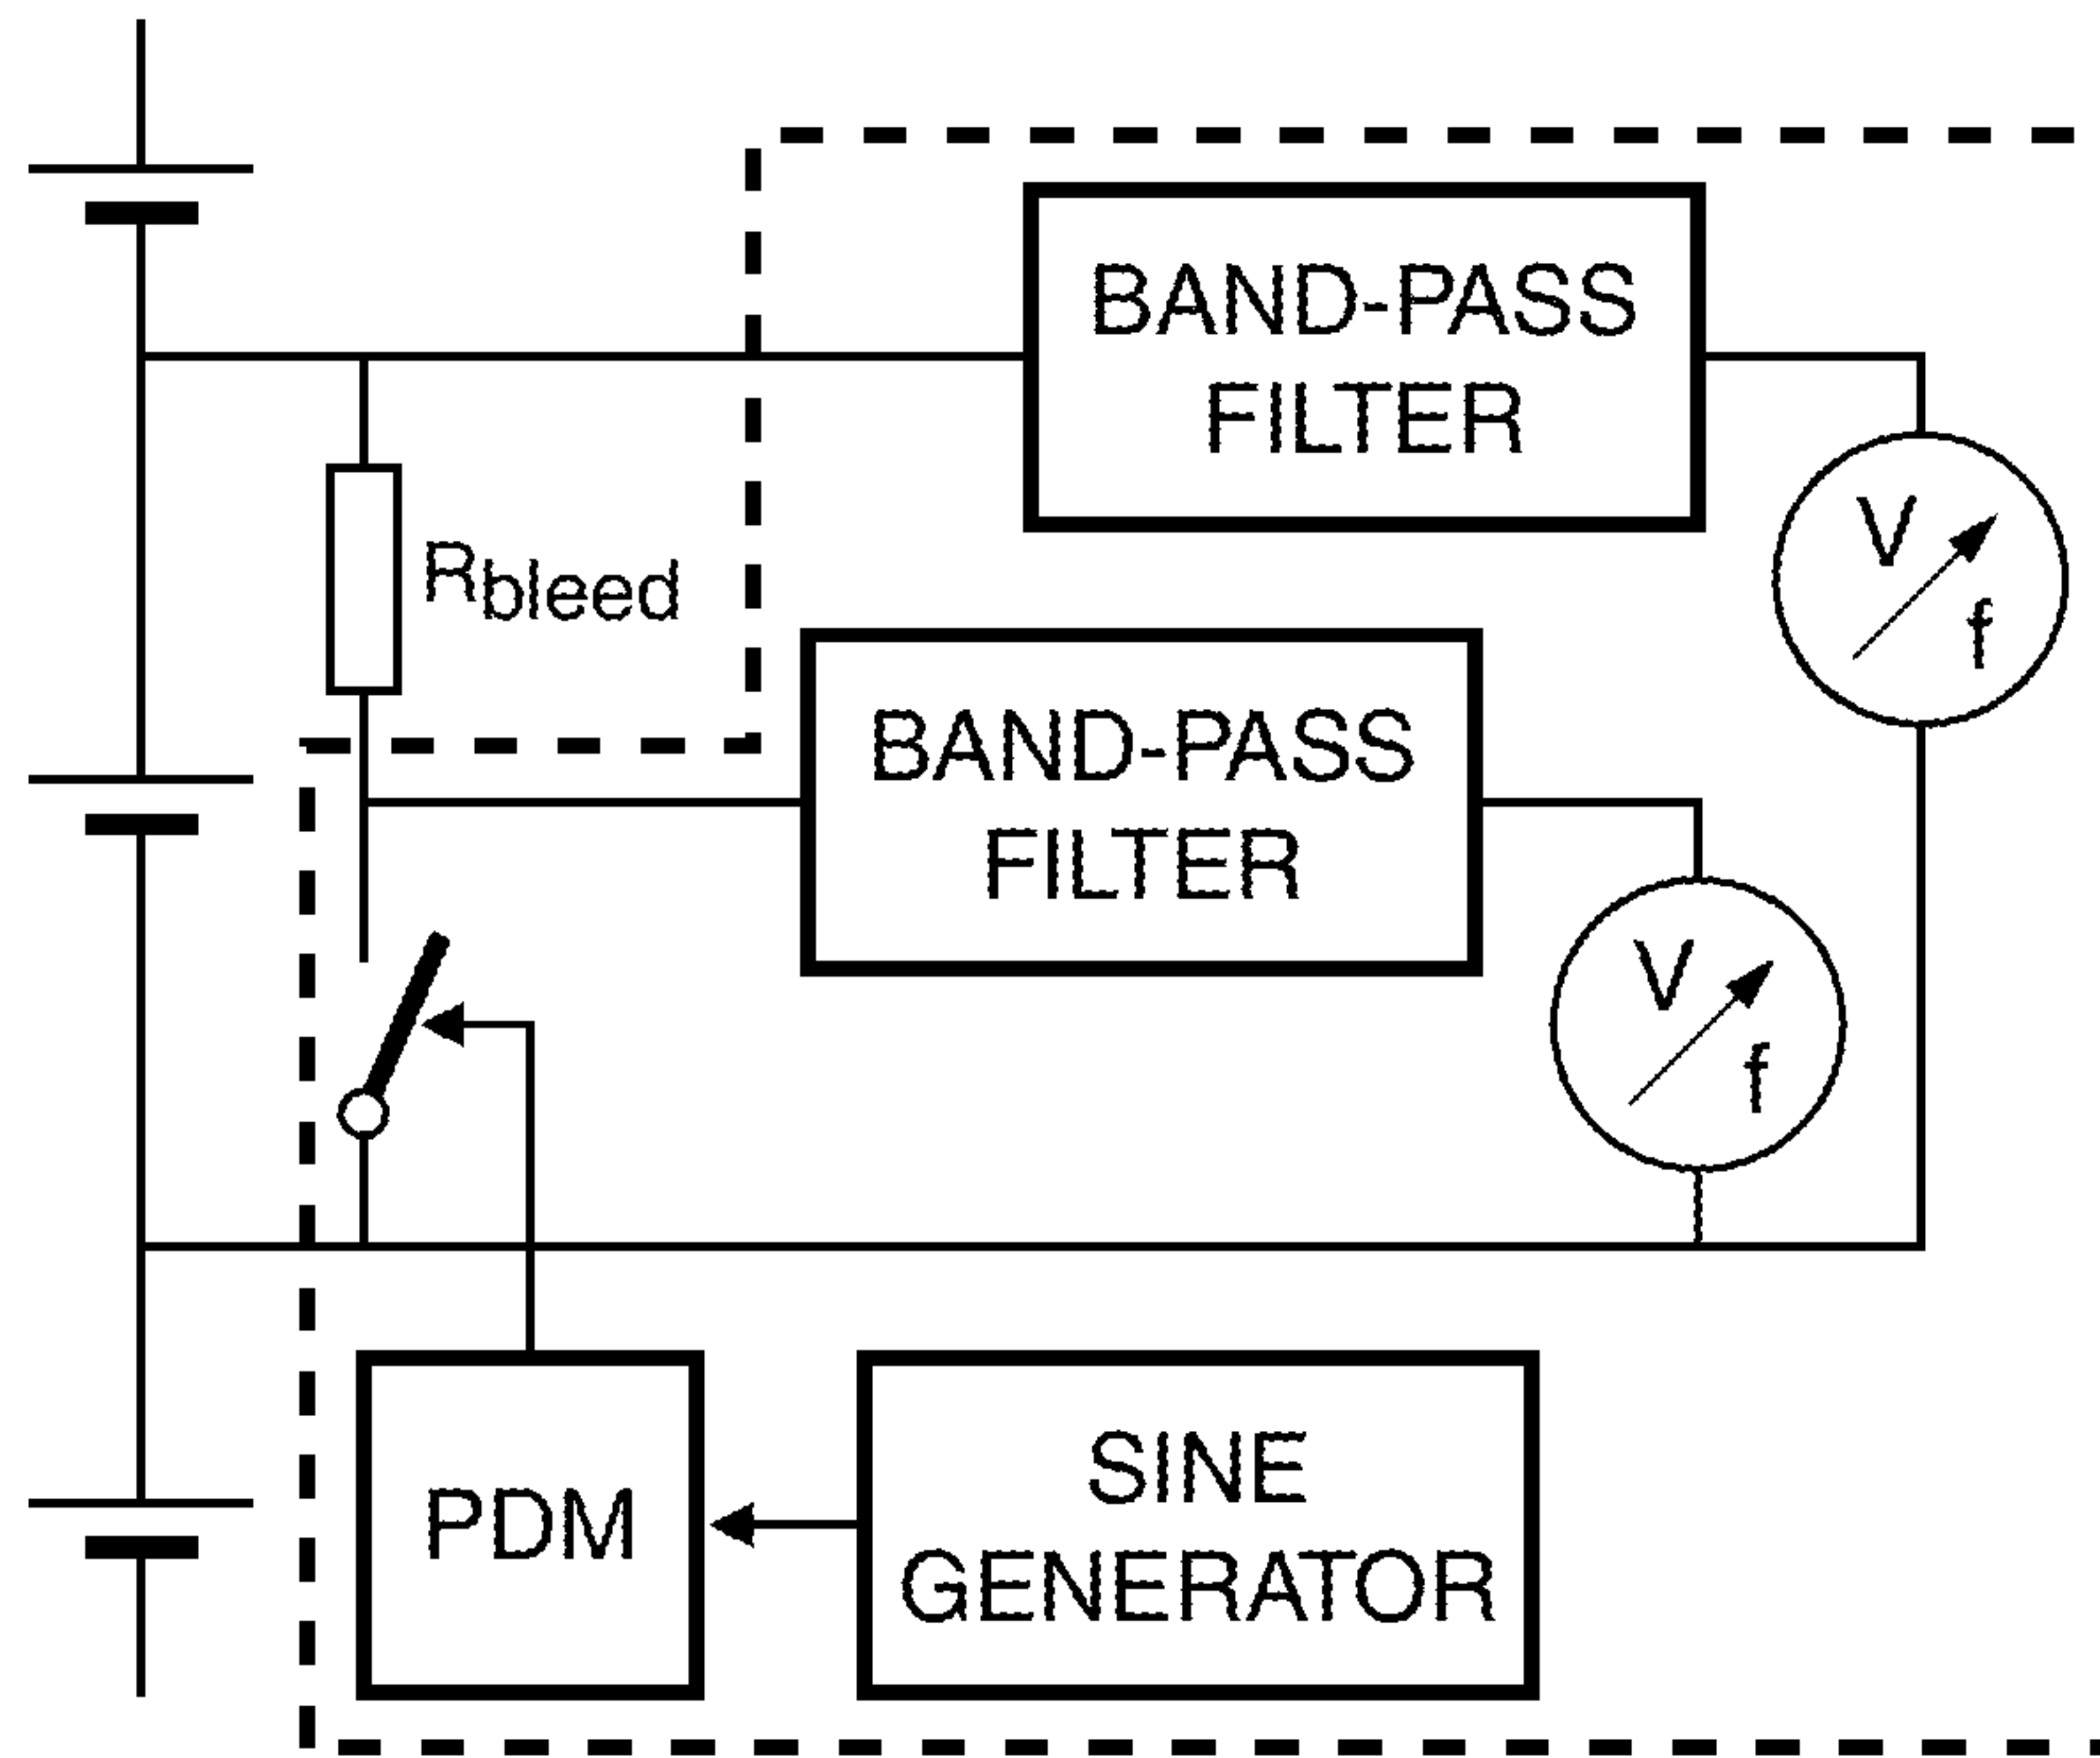 BAND-PASS
FILTER
V
f
Rbleed
BAND-PASS
FILTER
V
f
PDM
SINE
GENERATOR